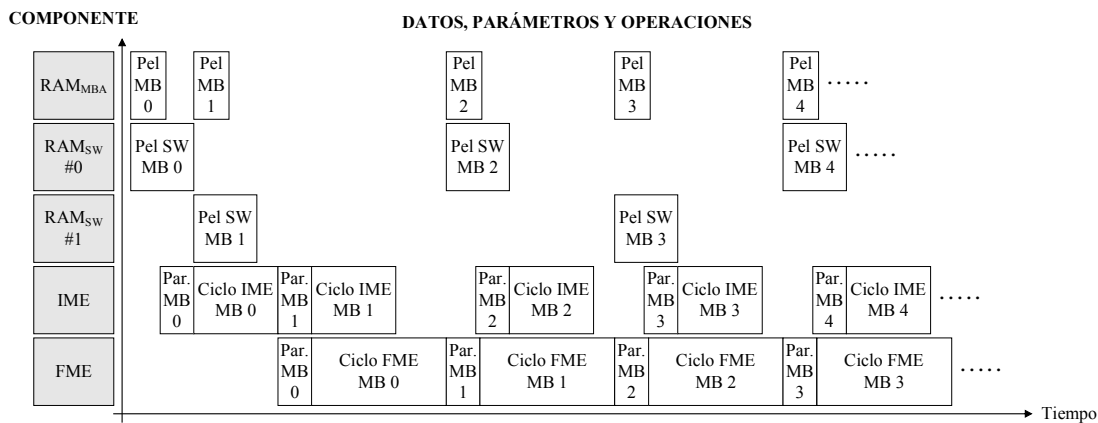 COMPONENTE
DATOS, PARÁMETROS Y OPERACIONES
RAMMBA
Pel
MB
0
Pel
MB
1
Pel
MB
2
Pel
MB
3
Pel
MB
4
.....
RAMSW
#0
Pel SW
MB 0
Pel SW
MB 2
Pel SW
MB 4
.....
RAMSW
#1
Pel SW
MB 1
Pel SW
MB 3
IME
Par.
MB
0
Ciclo IME
MB 0
Par.
MB
1
Ciclo IME
MB 1
Par.
MB
2
Ciclo IME
MB 2
Par.
MB
3
Ciclo IME
MB 3
Par.
MB
4
Ciclo IME
MB 4
.....
FME
Par.
MB
0
Ciclo FME
MB 0
Par.
MB
1
Ciclo FME
MB 1
Par.
MB
2
Ciclo FME
MB 2
Par.
MB
3
Ciclo FME
MB 3
.....
Tiempo